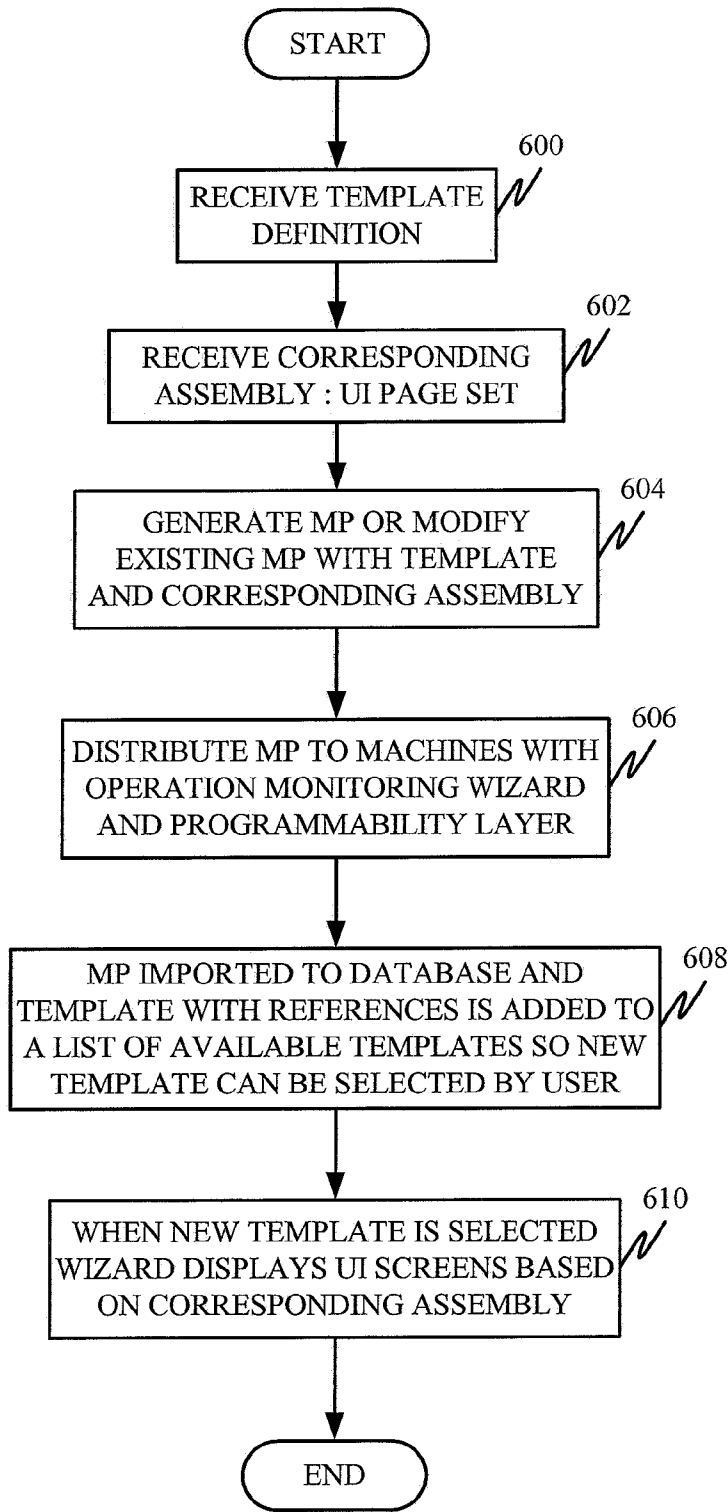 START
600
RECEIVE TEMPLATE
DEFINITION
602
RECEIVE CORRESPONDING
ASSEMBLY : UI PAGE SET
604
GENERATE MP OR MODIFY
EXISTING MP WITH TEMPLATE
AND CORRESPONDING ASSEMBLY
606
DISTRIBUTE MP TO MACHINES WITH
OPERATION MONITORING WIZARD
AND PROGRAMMABILITY LAYER
608
MP IMPORTED TO DATABASE AND
TEMPLATE WITH REFERENCES IS ADDED TO
A LIST OF AVAILABLE TEMPLATES SO NEW
TEMPLATE CAN BE SELECTED BY USER
610
WHEN NEW TEMPLATE IS SELECTED
WIZARD DISPLAYS UI SCREENS BASED
ON CORRESPONDING ASSEMBLY
END